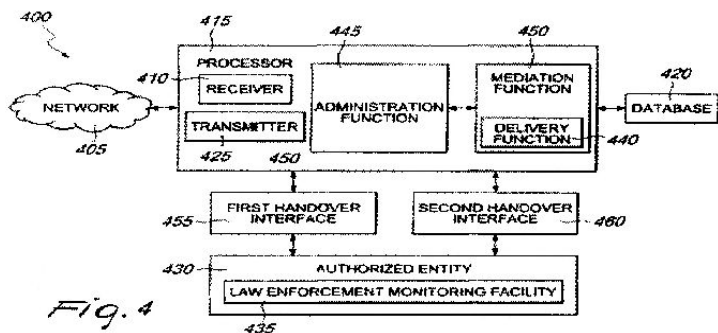 400
415
PROCESSOR
410
RECEIVER
TRANSMITTER
425
450
445
ADMINISTRATION
FUNCTION
450
MEDIATION
FUNCTION
DELIVERY
FUNCTION
440
420
DATABASE
NETWORK
405
455
FIRST HANDOVER
INTERFACE
SECOND HANDOVER
INTERFACE
460
430
AUTHORIZED ENTITY
LAW ENFORCEMENT MONITORING FACILITY
435
Fig. 4